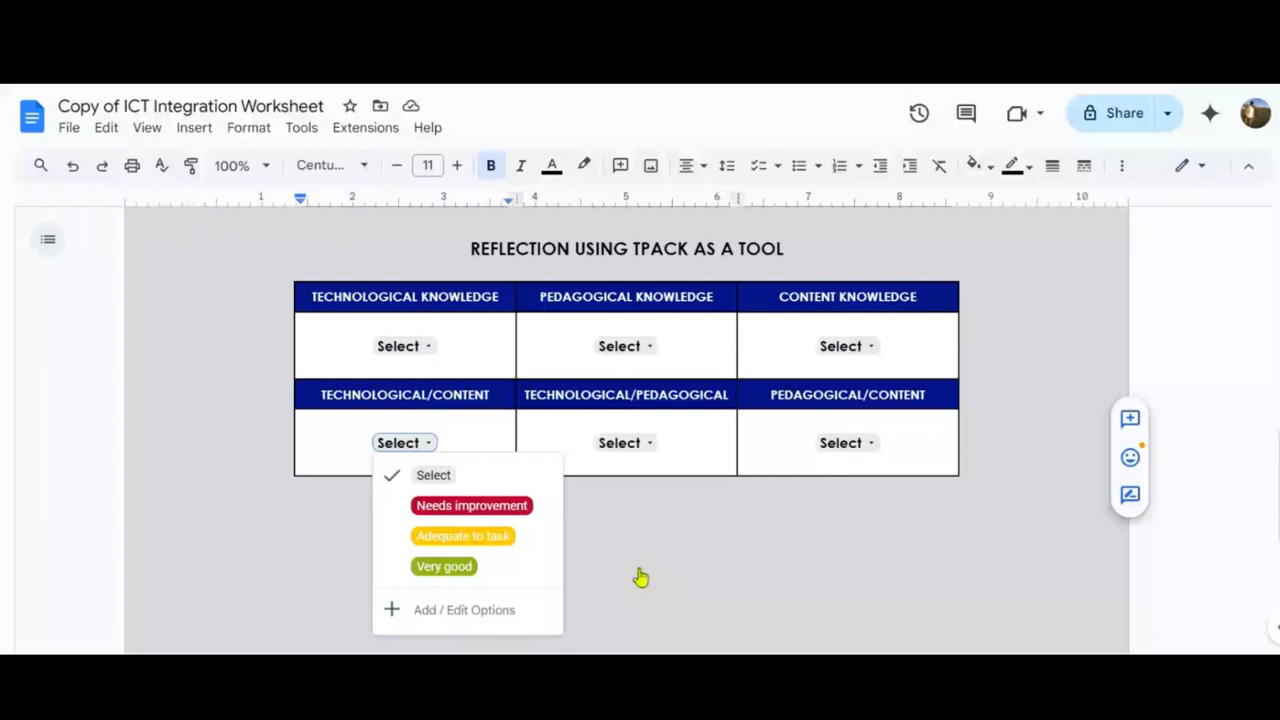 Copy of ICT Integration Worksheet
File Edit View Insert Format Tools Extensions Help
Share
100% Centu... 11 B I A
1 2 3 4 5 6 7 8 9 10
REFLECTION USING TPACK AS A TOOL
TECHNOLOGICAL KNOWLEDGE PEDAGOGICAL KNOWLEDGE CONTENT KNOWLEDGE
Select Select Select
TECHNOLOGICAL/CONTENT TECHNOLOGICAL/PEDAGOGICAL PEDAGOGICAL/CONTENT
Select Select Select
Select
Needs improvement
Adequate to task
Very good
Add / Edit Options